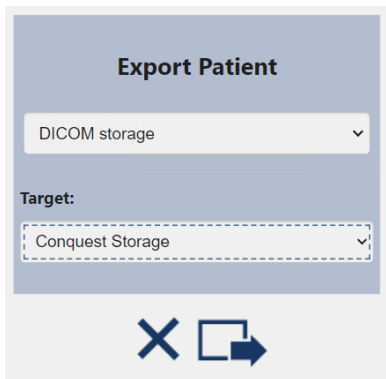 Export Patient
DICOM storage
Target:
Conquest Storage